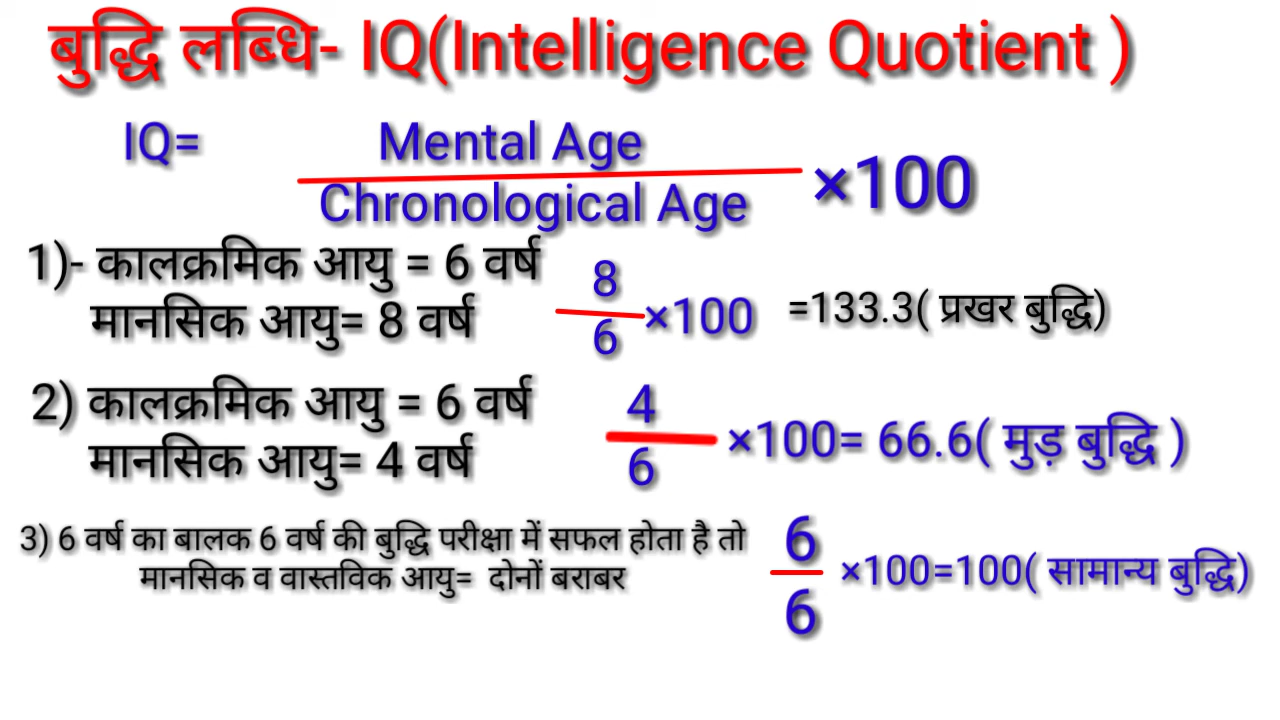 बुद्धि लब्धि- IQ(Intelligence Quotient )
IQ= Mental Age
Chronological Age ×100
1)- कालक्रमिक आयु = 6 वर्ष
मानसिक आयु= 8 वर्ष
8
6 ×100 =133.3( प्रखर बुद्धि)
2) कालक्रमिक आयु = 6 वर्ष
मानसिक आयु= 4 वर्ष
4
6 ×100= 66.6( मुड़ बुद्धि )
3) 6 वर्ष का बालक 6 वर्ष की बुद्धि परीक्षा में सफल होता है तो
मानसिक व वास्तविक आयु= दोनों बराबर
6
6 ×100=100( सामान्य बुद्धि)